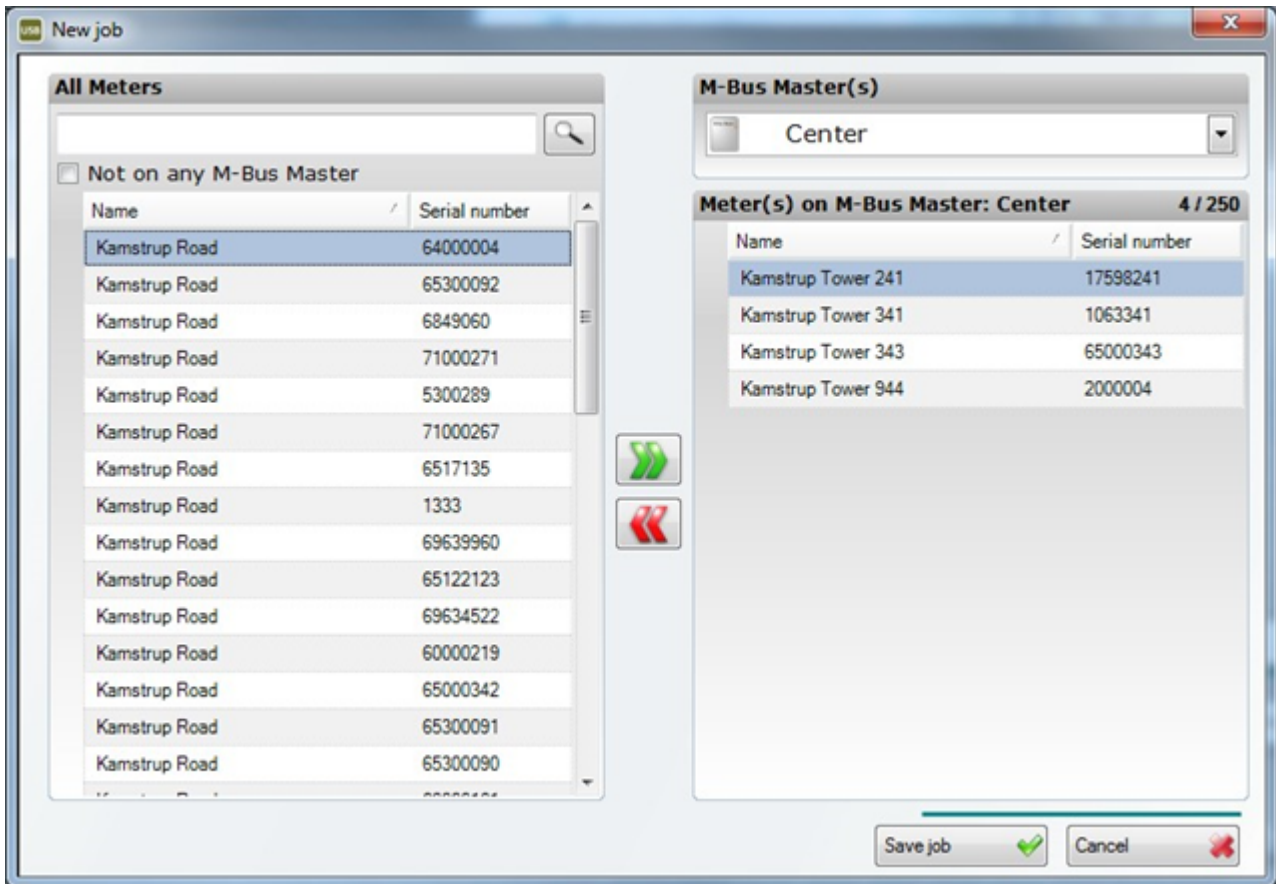 USB New job
All Meters
Not on any M-Bus Master
Name Serial number
Kamstrup Road 64000004
Kamstrup Road 65300092
Kamstrup Road 6849060
Kamstrup Road 71000271
Kamstrup Road 5300289
Kamstrup Road 71000267
Kamstrup Road 6517135
Kamstrup Road 1333
Kamstrup Road 69639960
Kamstrup Road 65122123
Kamstrup Road 69634522
Kamstrup Road 60000219
Kamstrup Road 65000342
Kamstrup Road 65300091
Kamstrup Road 65300090
M-Bus Master(s)
Center
Meter(s) on M-Bus Master: Center 4 / 250
Name Serial number
Kamstrup Tower 241 17598241
Kamstrup Tower 341 1063341
Kamstrup Tower 343 65000343
Kamstrup Tower 944 2000004
Save job Cancel